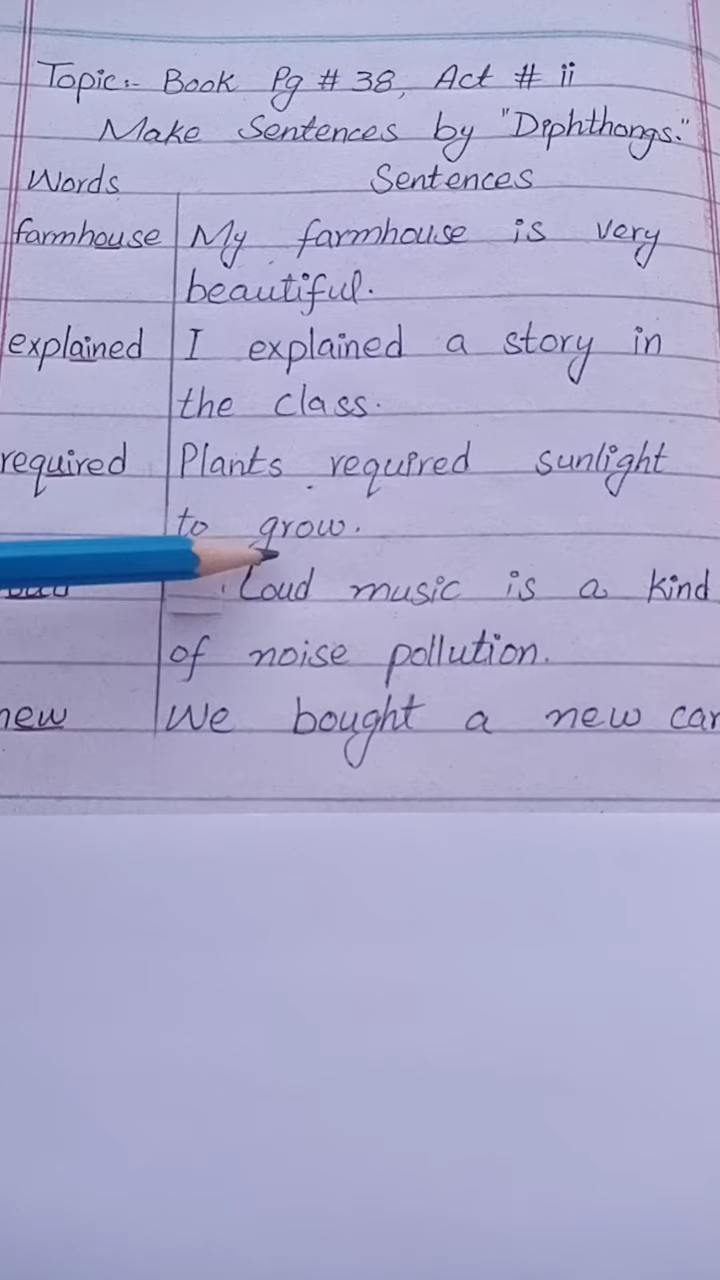 Topic:- Book Pg # 38, Act # ii
Make Sentences by "Diphthongs."
Words Sentences
farmhouse My farmhouse is very
beautiful.
explained I explained a story in
the class.
required Plants required sunlight
to grow.
Loud music is a kind
of noise pollution.
new We bought a new car